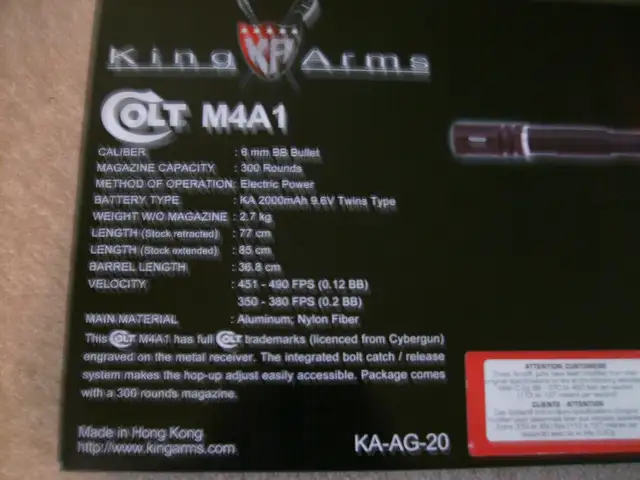 King Arms
KA
COLT M4A1
CALIBER : 6 mm BB Bullet
MAGAZINE CAPACITY : 300 Rounds
METHOD OF OPERATION: Electric Power
BATTERY TYPE : KA 2000mAh 9.6V Twins Type
WEIGHT W/O MAGAZINE : 2.7 kg
LENGTH (Stock retracted) : 77 cm
LENGTH (Stock extended) : 85 cm
BARREL LENGTH : 36.8 cm
VELOCITY : 451 - 490 FPS (0.12 BB)
350 - 380 FPS (0.2 BB)
MAIN MATERIAL : Aluminum; Nylon Fiber
This COLT M4A1 has full COLT trademarks (licenced from Cybergun)
engraved on the metal receiver. The integrated bolt catch / release
system makes the hop-up adjust easily accessible. Package comes
with a 300 rounds magazine.
Made in Hong Kong
http://www.kingarms.com
KA-AG-20
ATTENTION CUSTOMERS
CLIENTS - ATTENTION